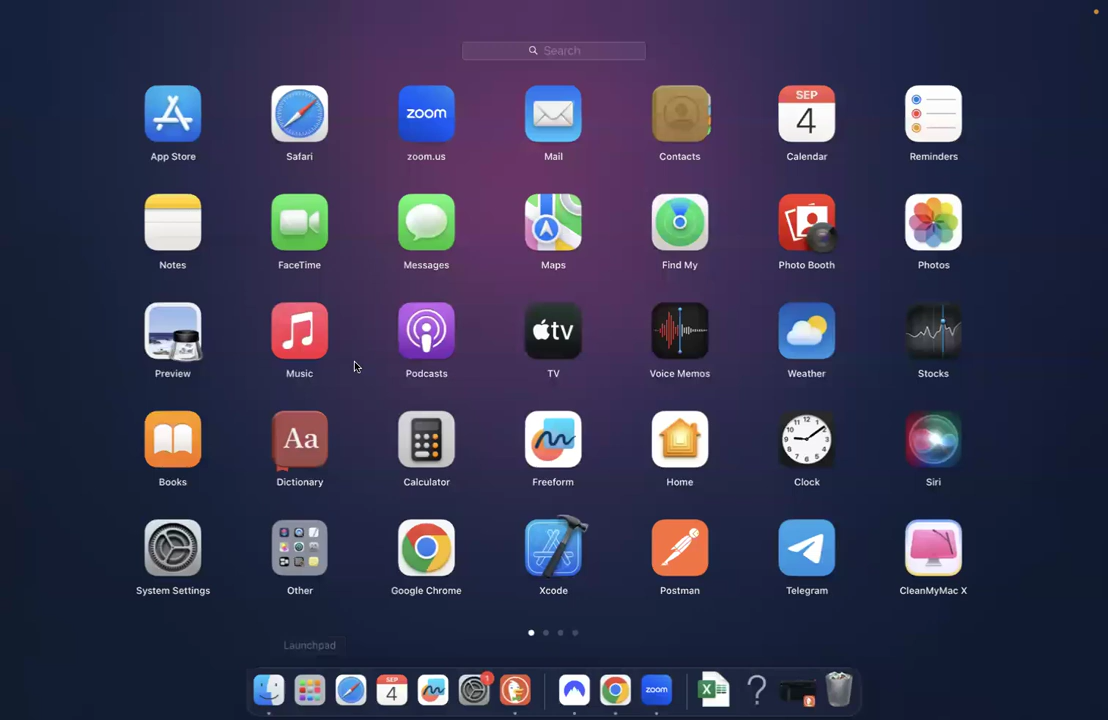 Search
SEP
4
zoom
App Store Safari zoom.us Mail Contacts Calendar Reminders
Notes FaceTime Messages Maps Find My Photo Booth Photos
tv
Preview Music Podcasts TV Voice Memos Weather Stocks
Aa
Books Dictionary Calculator Freeform Home Clock Siri
System Settings Other Google Chrome Xcode Postman Telegram CleanMyMac X
Launchpad
SEP
4
1
zoom
X
?